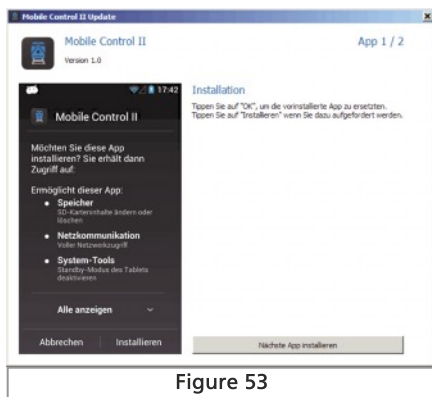 Mobile Control II Update
Mobile Control II
App 1 / 2
Version 1.0
17:42
Mobile Control II
Möchten Sie diese App
installieren? Sie erhält dann
Zugriff auf:
Ermöglicht dieser App:
• Speicher
SD-Karteninhalte ändern oder
löschen
• Netzkommunikation
Voller Netzwerkzugriff
• System-Tools
Standby-Modus des Tablets
deaktivieren
Alle anzeigen
Abbrechen
Installieren
Installation
Tippen Sie auf "OK", um die vorinstallierte App zu ersetzten.
Tippen Sie auf "Installieren" wenn Sie dazu aufgefordert werden.
Nächste App installieren
Figure 53